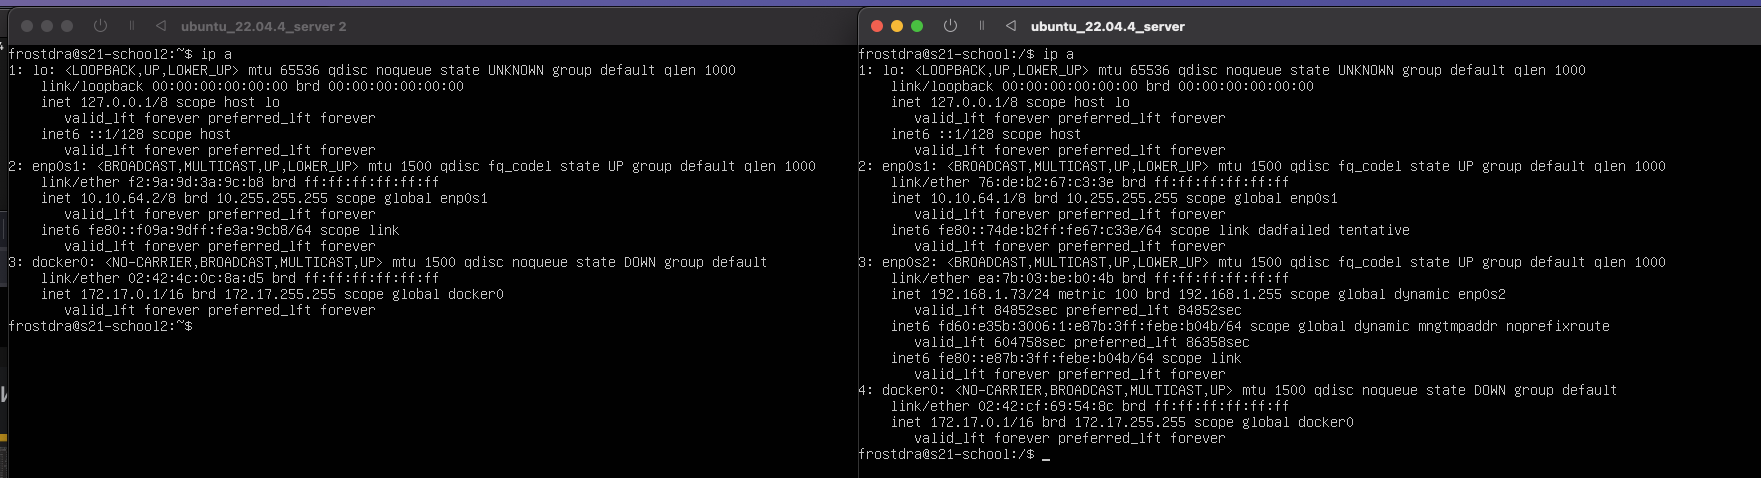 ubuntu_22.04.4_server 2
frostdra@s21-school2:~$ ip a
1: lo: <LOOPBACK,UP,LOWER_UP> mtu 65536 qdisc noqueue state UNKNOWN group default qlen 1000
    link/loopback 00:00:00:00:00:00 brd 00:00:00:00:00:00
    inet 127.0.0.1/8 scope host lo
       valid_lft forever preferred_lft forever
    inet6 ::1/128 scope host
       valid_lft forever preferred_lft forever
2: enp0s1: <BROADCAST,MULTICAST,UP,LOWER_UP> mtu 1500 qdisc fq_codel state UP group default qlen 1000
    link/ether f2:9a:9d:3a:9c:b8 brd ff:ff:ff:ff:ff:ff
    inet 10.10.64.2/8 brd 10.255.255.255 scope global enp0s1
       valid_lft forever preferred_lft forever
    inet6 fe80::f09a:9dff:fe3a:9cb8/64 scope link
       valid_lft forever preferred_lft forever
3: docker0: <NO-CARRIER,BROADCAST,MULTICAST,UP> mtu 1500 qdisc noqueue state DOWN group default
    link/ether 02:42:4c:0c:8a:d5 brd ff:ff:ff:ff:ff:ff
    inet 172.17.0.1/16 brd 172.17.255.255 scope global docker0
       valid_lft forever preferred_lft forever
frostdra@s21-school2:~$
ubuntu_22.04.4_server
frostdra@s21-school:/$ ip a
1: lo: <LOOPBACK,UP,LOWER_UP> mtu 65536 qdisc noqueue state UNKNOWN group default qlen 1000
    link/loopback 00:00:00:00:00:00 brd 00:00:00:00:00:00
    inet 127.0.0.1/8 scope host lo
       valid_lft forever preferred_lft forever
    inet6 ::1/128 scope host
       valid_lft forever preferred_lft forever
2: enp0s1: <BROADCAST,MULTICAST,UP,LOWER_UP> mtu 1500 qdisc fq_codel state UP group default qlen 1000
    link/ether 76:de:b2:67:c3:3e brd ff:ff:ff:ff:ff:ff
    inet 10.10.64.1/8 brd 10.255.255.255 scope global enp0s1
       valid_lft forever preferred_lft forever
    inet6 fe80::74de:b2ff:fe67:c33e/64 scope link dadfailed tentative
       valid_lft forever preferred_lft forever
3: enp0s2: <BROADCAST,MULTICAST,UP,LOWER_UP> mtu 1500 qdisc fq_codel state UP group default qlen 1000
    link/ether ea:7b:03:be:b0:4b brd ff:ff:ff:ff:ff:ff
    inet 192.168.1.73/24 metric 100 brd 192.168.1.255 scope global dynamic enp0s2
       valid_lft 84852sec preferred_lft 84852sec
    inet6 fd60:e35b:3006:1:e87b:3ff:febe:b04b/64 scope global dynamic mngtmpaddr noprefixroute
       valid_lft 604758sec preferred_lft 86358sec
    inet6 fe80::e87b:3ff:febe:b04b/64 scope link
       valid_lft forever preferred_lft forever
4: docker0: <NO-CARRIER,BROADCAST,MULTICAST,UP> mtu 1500 qdisc noqueue state DOWN group default
    link/ether 02:42:cf:69:54:8c brd ff:ff:ff:ff:ff:ff
    inet 172.17.0.1/16 brd 172.17.255.255 scope global docker0
       valid_lft forever preferred_lft forever
frostdra@s21-school:/$ _